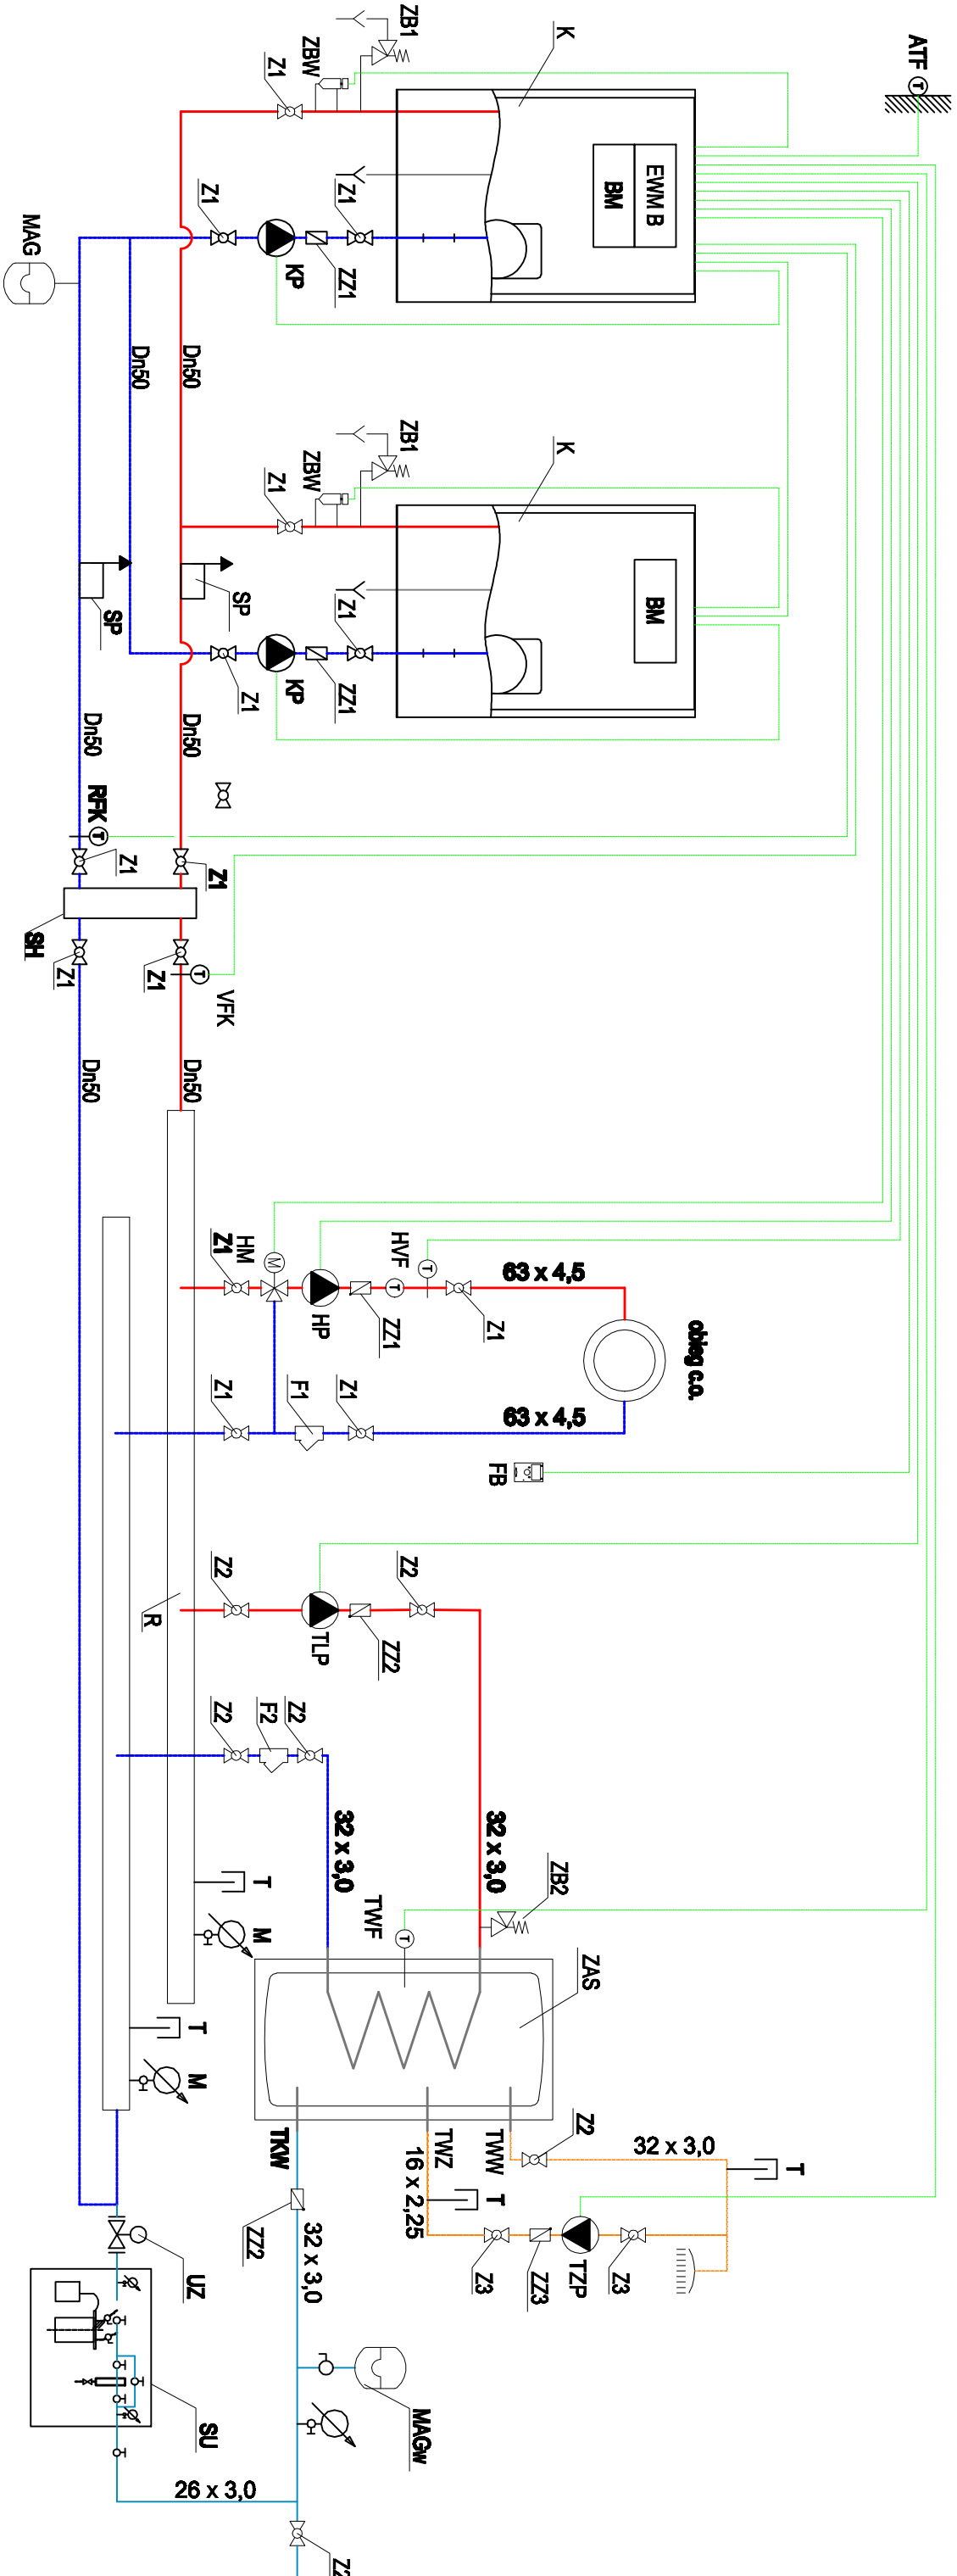 ATF
K
ZB1
ZBW
Z1
EWM B
BM
Z1
ZZ1
KP
Z1
MAG
Dn50
Dn50
K
ZB1
ZBW
Z1
BM
Z1
ZZ1
KP
Z1
SP
SP
Dn50
Dn50
RFK
Z1
Z1
SH
Z1
Z1
VFK
Dn50
Dn50
HM
Z1
HP
ZZ1
HVF
Z1
63 x 4,5
obieg c.o.
63 x 4,5
Z1
F1
Z1
FB
R
Z2
TLP
ZZ2
Z2
Z2
F2
Z2
32 x 3,0
32 x 3,0
ZB2
TWF
ZAS
T
M
T
M
TKW
TWZ
TWW
16 x 2,25
Z2
32 x 3,0
T
T
Z3
ZZ3
TZP
Z3
ZZ2
32 x 3,0
UZ
SU
MAGw
26 x 3,0